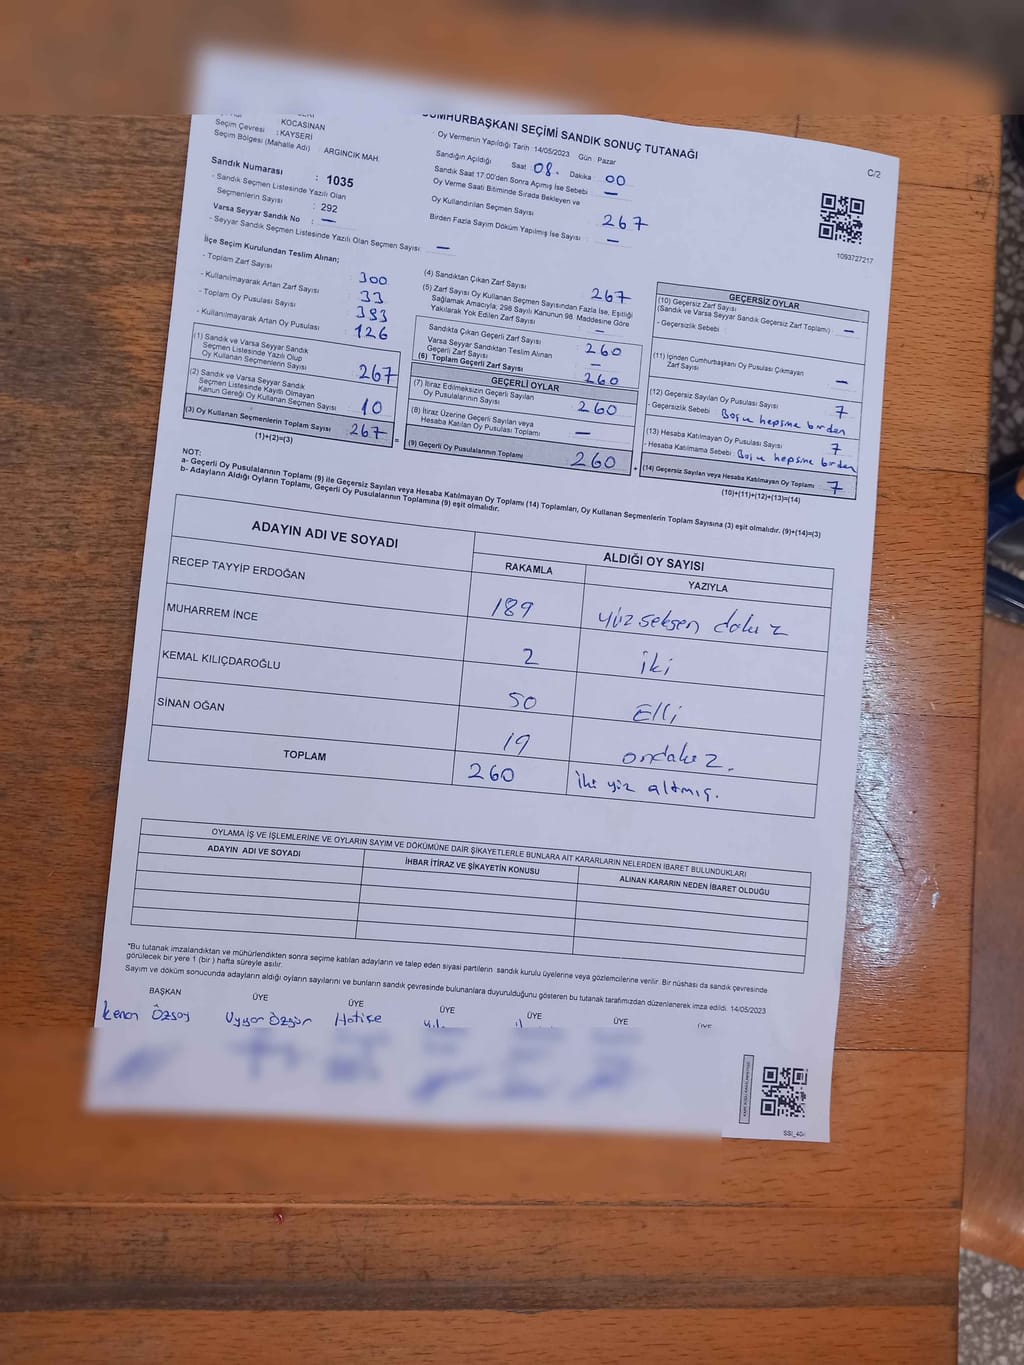 KOCASİNAN
Seçim Çevresi : KAYSERİ
Seçim Bölgesi (Mahalle Adı) : ARGINCIK MAH.
Sandık Numarası : 1035
- Sandık Seçmen Listesinde Yazılı Olan
Seçmenlerin Sayısı : 292
Varsa Seyyar Sandık No : —
- Seyyar Sandık Seçmen Listesinde Yazılı Olan Seçmen Sayısı: —
CUMHURBAŞKANI SEÇİMİ SANDIK SONUÇ TUTANAĞI
Oy Vermenin Yapıldığı Tarih 14/05/2023 Gün Pazar
Sandığın Açıldığı Saat 08. Dakika 00
Sandık Saat 17:00'den Sonra Açımış İse Sebebi —
Oy Verme Saati Bitiminde Sırada Bekleyen ve
Oy Kullandırılan Seçmen Sayısı 267
Birden Fazla Sayım Döküm Yapılmış İse Sayısı —
C/2
1093727217
İlçe Seçim Kurulundan Teslim Alınan;
- Toplam Zarf Sayısı : 300
- Kullanılmayarak Artan Zarf Sayısı : 33
- Toplam Oy Pusulası Sayısı : 393
- Kullanılmayarak Artan Oy Pusulası : 126
(1) Sandık ve Varsa Seyyar Sandık
Seçmen Listesinde Yazılı Olup
Oy Kullanan Seçmenlerin Sayısı : 267
(2) Sandık ve Varsa Seyyar Sandık
Seçmen Listesinde Kayıtlı Olmayan
Kanun Gereği Oy Kullanan Seçmen Sayısı : 10
(3) Oy Kullanan Seçmenlerin Toplam Sayısı : 267
(1)+(2)=(3)
=
(4) Sandıktan Çıkan Zarf Sayısı : 267
(5) Zarf Sayısı Oy Kullanan Seçmen Sayısından Fazla İse, Eşitliği
Sağlamak Amacıyla; 298 Sayılı Kanunun 98. Maddesine Göre
Yakılarak Yok Edilen Zarf Sayısı —
Sandıkta Çıkan Geçerli Zarf Sayısı : 260
Varsa Seyyar Sandıktan Teslim Alınan
Geçerli Zarf Sayısı : —
(6) Toplam Geçerli Zarf Sayısı : 260
GEÇERLİ OYLAR
(7) İtiraz Edilmeksizin Geçerli Sayılan
Oy Pusulalarının Sayısı : 260
(8) İtiraz Üzerine Geçerli Sayılan veya
Hesaba Katılan Oy Pusulası Toplamı : —
(9) Geçerli Oy Pusulalarının Toplamı : 260
+
GEÇERSİZ OYLAR
(10) Geçersiz Zarf Sayısı
(Sandık ve Varsa Seyyar Sandık Geçersiz Zarf Toplamı) : —
- Geçersizlik Sebebi :
(11) İçinden Cumhurbaşkanı Oy Pusulası Çıkmayan
Zarf Sayısı : —
(12) Geçersiz Sayılan Oy Pusulası Sayısı : 7
- Geçersizlik Sebebi : hepsine birden
(13) Hesaba Katılmayan Oy Pusulası Sayısı : 7
- Hesaba Katılmama Sebebi : hepsine birden
(14) Geçersiz Sayılan veya Hesaba Katılmayan Oy Toplamı : 7
(10)+(11)+(12)+(13)=(14)
NOT:
a- Geçerli Oy Pusulalarının Toplamı (9) ile Geçersiz Sayılan veya Hesaba Katılmayan Oy Toplamı (14) Toplamları, Oy Kullanan Seçmenlerin Toplam Sayısına (3) eşit olmalıdır. (9)+(14)=(3)
b- Adayların Aldığı Oyların Toplamı, Geçerli Oy Pusulalarının Toplamına (9) eşit olmalıdır.
ADAYIN ADI VE SOYADI ALDIĞI OY SAYISI
RAKAMLA YAZIYLA
RECEP TAYYİP ERDOĞAN 189 yüz seksen dokuz
MUHARREM İNCE 2 iki
KEMAL KILIÇDAROĞLU 50 Elli
SİNAN OĞAN 19 ondokuz.
TOPLAM 260 iki yüz altmış.
OYLAMA İŞ VE İŞLEMLERİNE VE OYLARIN SAYIM VE DÖKÜMÜNE DAİR ŞİKAYETLERLE BUNLARA AİT KARARLARIN NELERDEN İBARET BULUNDUKLARI
ADAYIN ADI VE SOYADI İHBAR İTİRAZ VE ŞİKAYETİN KONUSU ALINAN KARARIN NEDEN İBARET OLDUĞU
*Bu tutanak imzalandıktan ve mühürlendikten sonra seçime katılan adayların ve talep eden siyasi partilerin sandık kurulu üyelerine veya gözlemcilerine verilir. Bir nüshası da sandık çevresinde
görülecek bir yere 1 (bir ) hafta süreyle asılır.
Sayım ve döküm sonucunda adayların aldığı oyların sayılarını ve bunların sandık çevresinde bulunanlara duyurulduğunu gösteren bu tutanak tarafımızdan düzenlenerek imza edildi. 14/05/2023
BAŞKAN ÜYE ÜYE ÜYE ÜYE ÜYE ÜYE
Kenan Özsoy Uygar Özgür Hatice